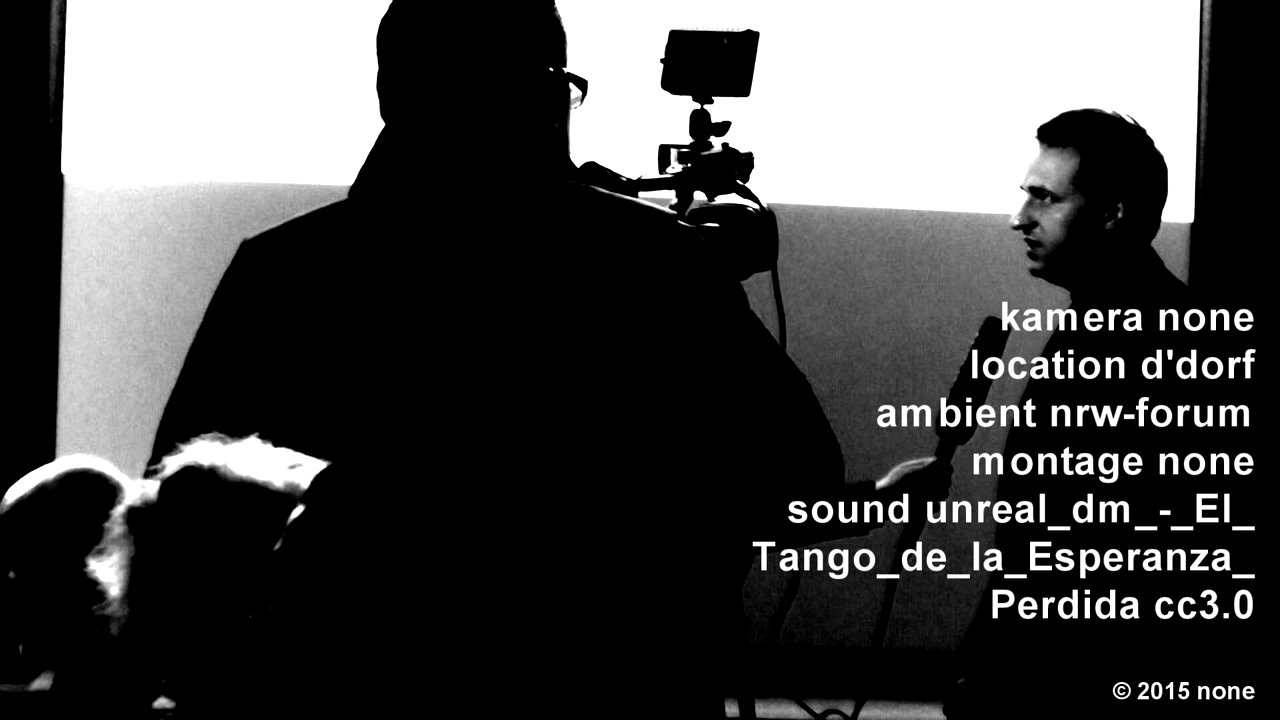 kamera none
location d'dorf
ambient nrw-forum
montage none
sound unreal_dm_-_El_
Tango_de_la_Esperanza_
Perdida cc3.0
© 2015 none